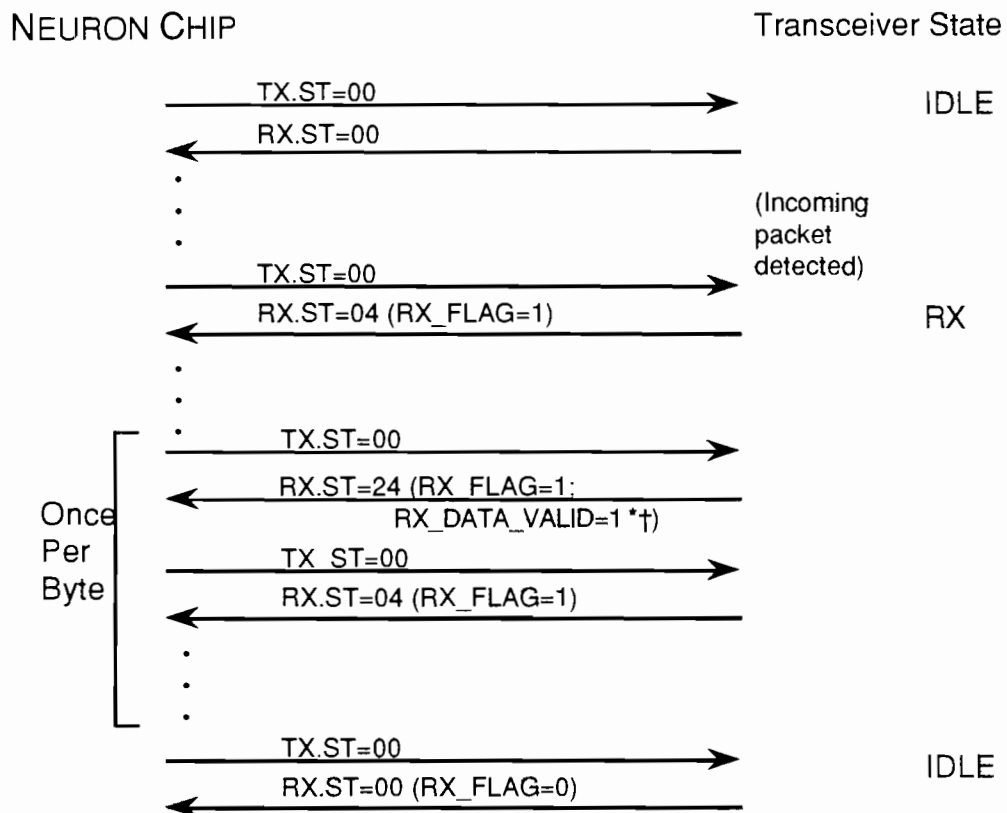 NEURON CHIP
Transceiver State
TX.ST=00
IDLE
RX.ST=00
(Incoming
packet
detected)
TX.ST=00
RX.ST=04 (RX_FLAG=1)
RX
TX.ST=00
RX.ST=24 (RX_FLAG=1;
RX_DATA_VALID=1 *†)
Once
Per
Byte
TX ST=00
RX.ST=04 (RX_FLAG=1)
TX.ST=00
IDLE
RX.ST=00 (RX_FLAG=0)